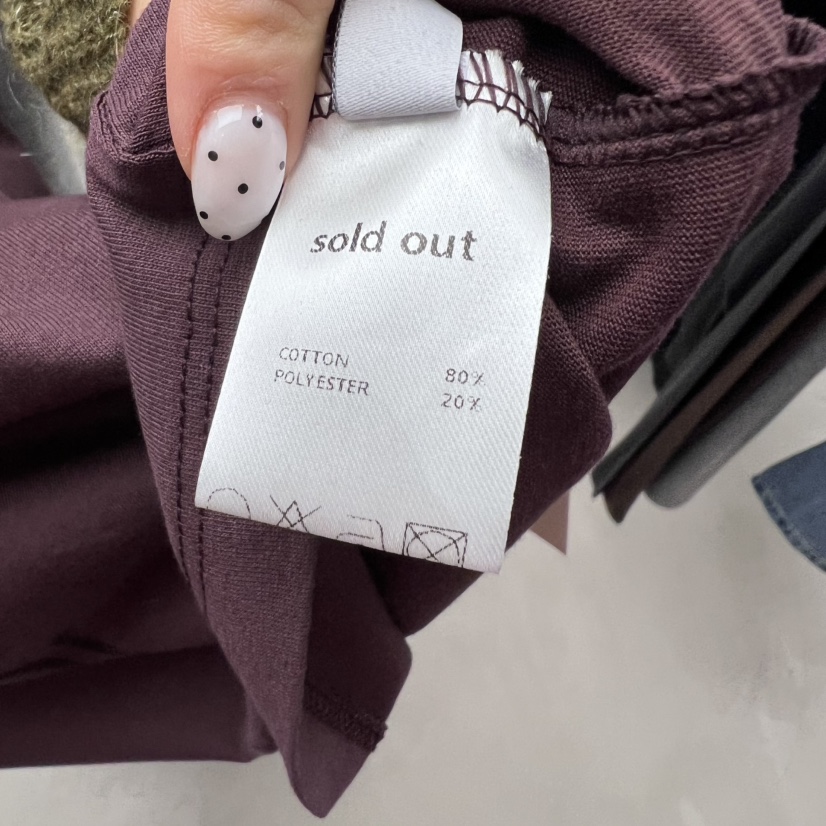 sold out
COTTON 80%
POLYESTER 20%